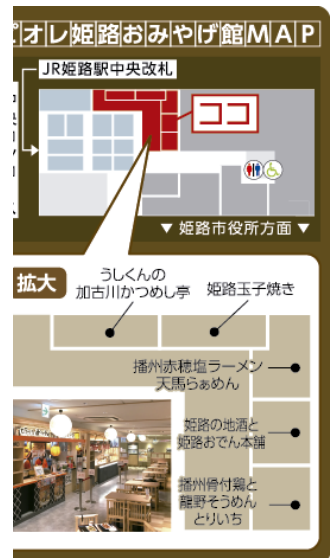 ピオレ姫路おみやげ館MAP
JR姫路駅中央改札
ココ
▼ 姫路市役所方面 ▼
拡大
うしくんの
加古川かつめし亭
姫路玉子焼き
播州赤穂塩ラーメン
天馬らぁめん
姫路の地酒と
姫路おでん本舗
播州骨付鶏と
龍野そうめん
とりいち